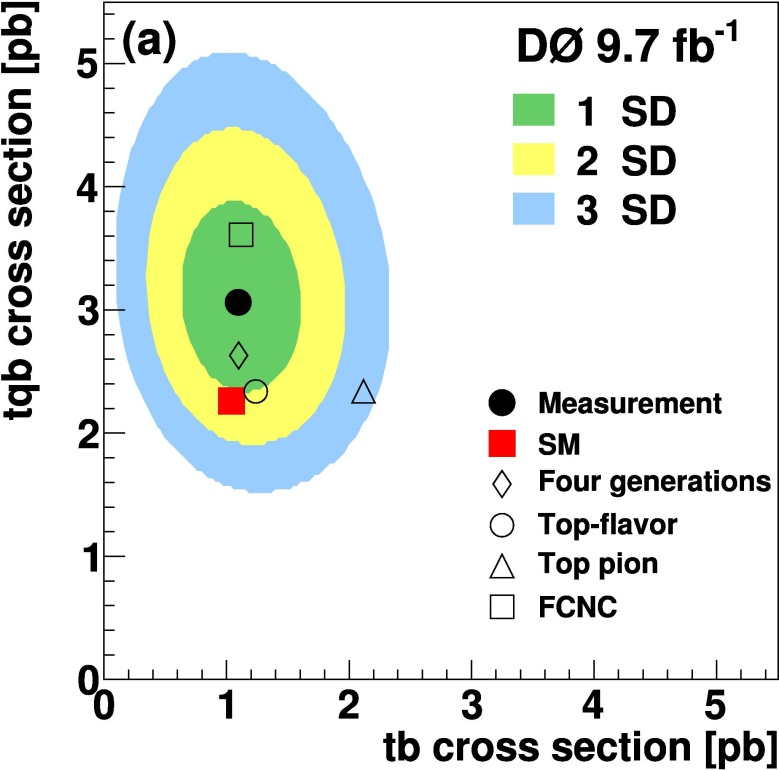 (a)
DØ 9.7 fb-1
1 SD
2 SD
3 SD
Measurement
SM
Four generations
Top-flavor
Top pion
FCNC
tqb cross section [pb]
5
4
3
2
1
0
0 1 2 3 4 5
tb cross section [pb]